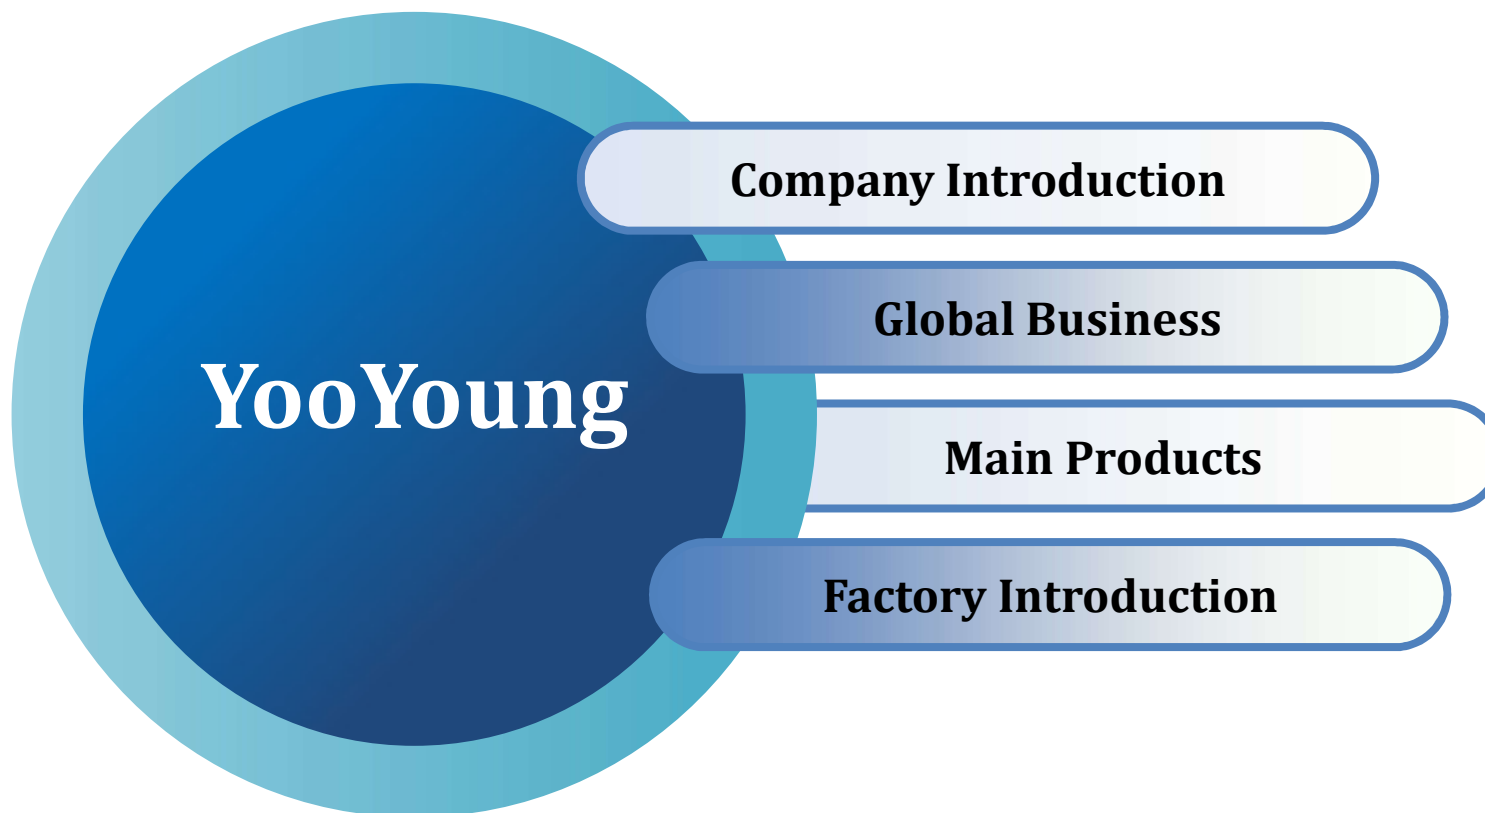 Company Introduction
Global Business
YooYoung
Main Products
Factory Introduction